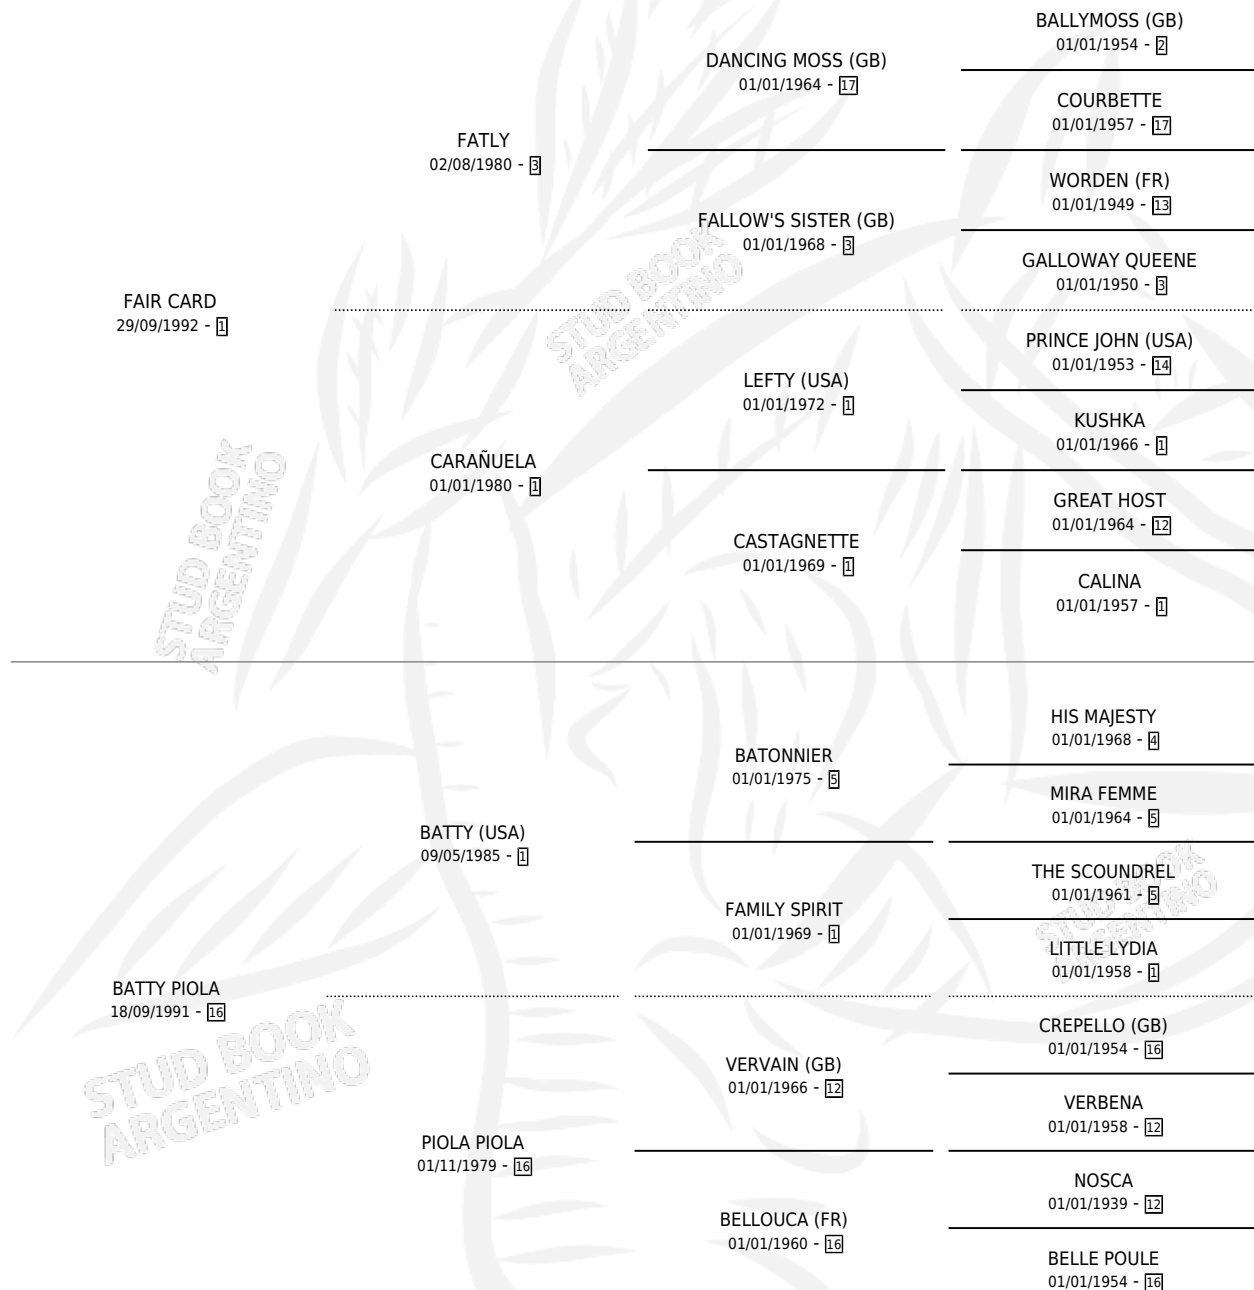 BALLYMOSS (GB)
01/01/1954 - 2
DANCING MOSS (GB)
01/01/1964 - 17
COURBETTE
01/01/1957 - 17
FATLY
02/08/1980 - 3
WORDEN (FR)
01/01/1949 - 13
FALLOW'S SISTER (GB)
01/01/1968 - 3
GALLOWAY QUEENE
01/01/1950 - 3
FAIR CARD
29/09/1992 - 1
PRINCE JOHN (USA)
01/01/1953 - 14
LEFTY (USA)
01/01/1972 - 1
KUSHKA
01/01/1966 - 1
CARAÑUELA
01/01/1980 - 1
GREAT HOST
01/01/1964 - 12
CASTAGNETTE
01/01/1969 - 1
CALINA
01/01/1957 - 1
STUD BOOK
ARGENTINO
STUD BOOK
ARGENTINO
HIS MAJESTY
01/01/1968 - 4
BATONNIER
01/01/1975 - 5
MIRA FEMME
01/01/1964 - 5
BATTY (USA)
09/05/1985 - 1
THE SCOUNDREL
01/01/1961 - 5
FAMILY SPIRIT
01/01/1969 - 1
LITTLE LYDIA
01/01/1958 - 1
BATTY PIOLA
18/09/1991 - 16
CREPELLO (GB)
01/01/1954 - 16
VERVAIN (GB)
01/01/1966 - 12
VERBENA
01/01/1958 - 12
PIOLA PIOLA
01/11/1979 - 16
NOSCA
01/01/1939 - 12
BELLOUCA (FR)
01/01/1960 - 16
BELLE POULE
01/01/1954 - 16
STUD BOOK
ARGENTINO
STUD BOOK
ARGENTINO